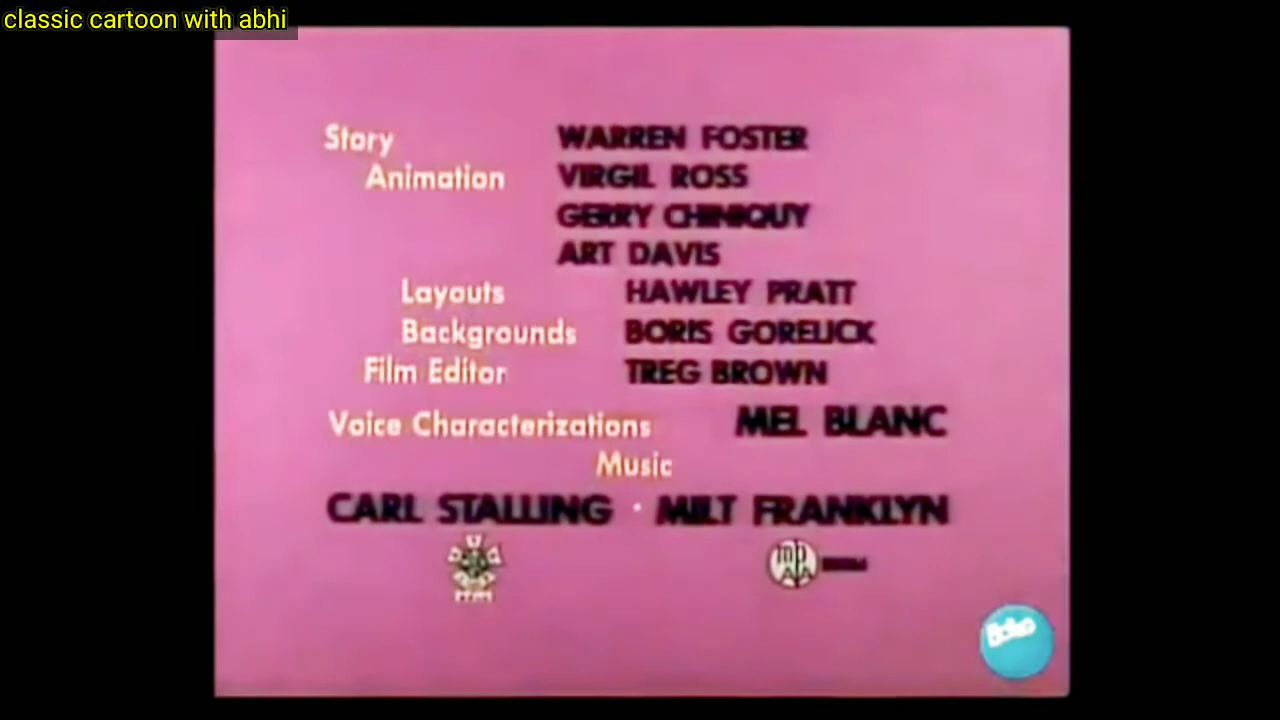 classic cartoon with abhi
Story WARREN FOSTER
Animation VIRGIL ROSS
GERRY CHINIQUY
ART DAVIS
Layouts HAWLEY PRATT
Backgrounds BORIS GORELICK
Film Editor TREG BROWN
Voice Characterizations MEL BLANC
Music
CARL STALLING · MILT FRANKLYN